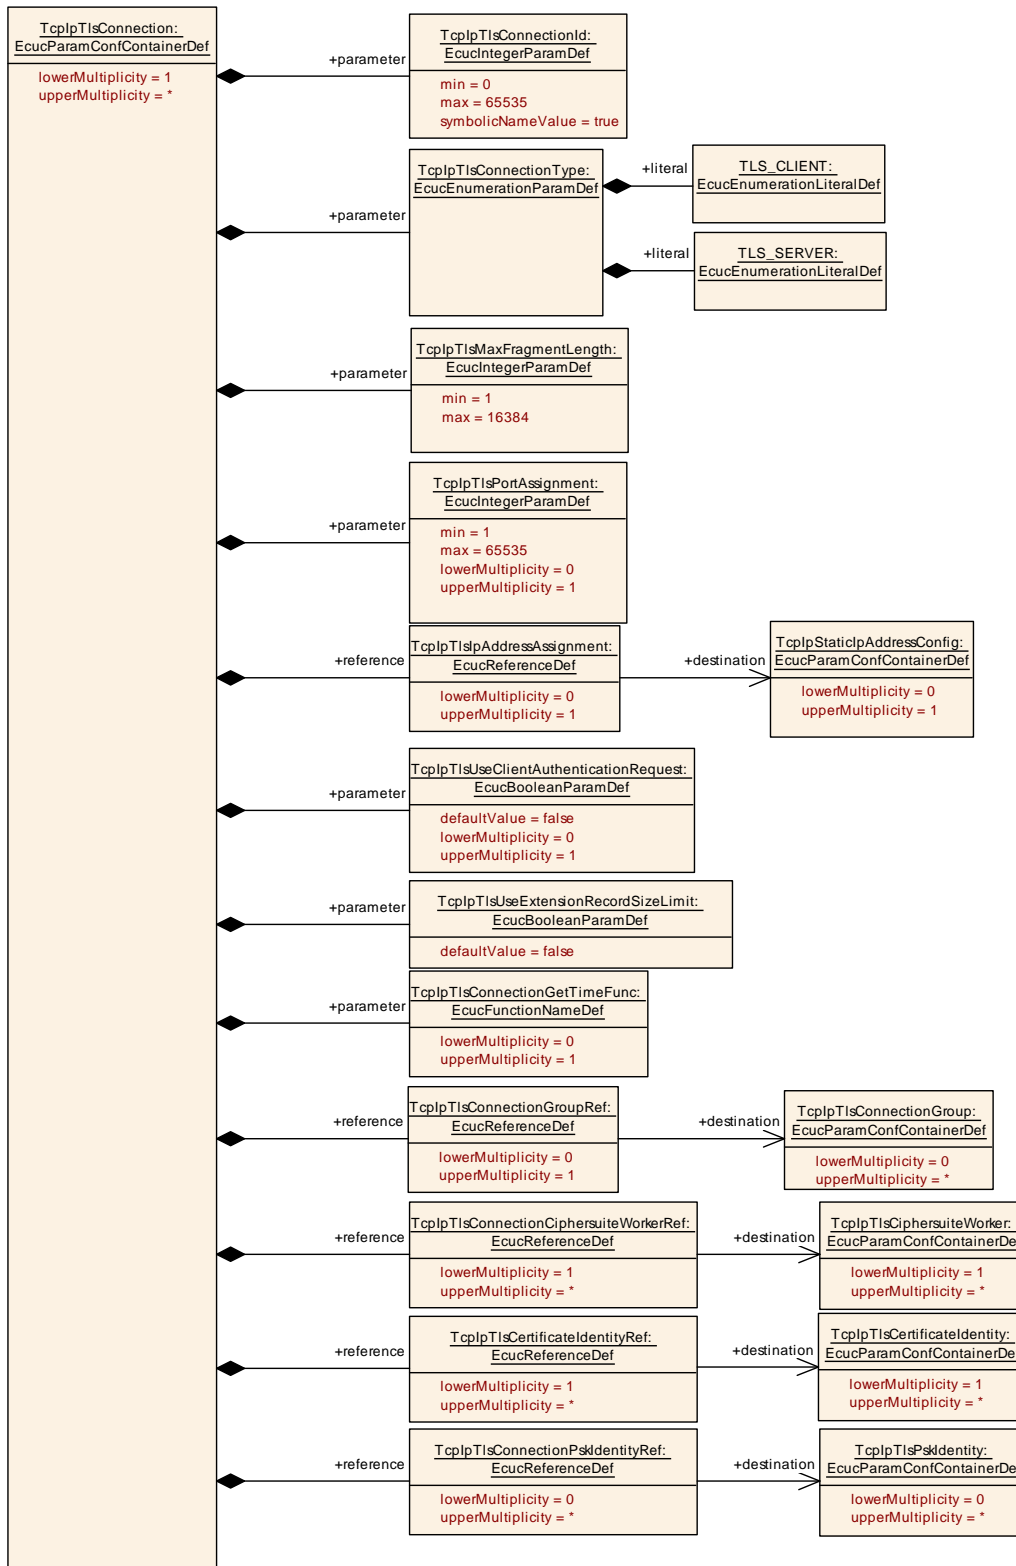 TcpIpTlsConnection:
EcucParamConfContainerDef
lowerMultiplicity = 1
upperMultiplicity = *
+parameter
TcpIpTlsConnectionId:
EcucIntegerParamDef
min = 0
max = 65535
symbolicNameValue = true
+parameter
TcpIpTlsConnectionType:
EcucEnumerationParamDef
+literal
TLS_CLIENT:
EcucEnumerationLiteralDef
+literal
TLS_SERVER:
EcucEnumerationLiteralDef
+parameter
TcpIpTlsMaxFragmentLength:
EcucIntegerParamDef
min = 1
max = 16384
+parameter
TcpIpTlsPortAssignment:
EcucIntegerParamDef
min = 1
max = 65535
lowerMultiplicity = 0
upperMultiplicity = 1
+reference
TcpIpTlsIpAddressAssignment:
EcucReferenceDef
lowerMultiplicity = 0
upperMultiplicity = 1
+destination
TcpIpStaticIpAddressConfig:
EcucParamConfContainerDef
lowerMultiplicity = 0
upperMultiplicity = 1
+parameter
TcpIpTlsUseClientAuthenticationRequest:
EcucBooleanParamDef
defaultValue = false
lowerMultiplicity = 0
upperMultiplicity = 1
+parameter
TcpIpTlsUseExtensionRecordSizeLimit:
EcucBooleanParamDef
defaultValue = false
+parameter
TcpIpTlsConnectionGetTimeFunc:
EcucFunctionNameDef
lowerMultiplicity = 0
upperMultiplicity = 1
+reference
TcpIpTlsConnectionGroupRef:
EcucReferenceDef
lowerMultiplicity = 0
upperMultiplicity = 1
+destination
TcpIpTlsConnectionGroup:
EcucParamConfContainerDef
lowerMultiplicity = 0
upperMultiplicity = *
+reference
TcpIpTlsConnectionCiphersuiteWorkerRef:
EcucReferenceDef
lowerMultiplicity = 1
upperMultiplicity = *
+destination
TcpIpTlsCiphersuiteWorker:
EcucParamConfContainerDe
lowerMultiplicity = 1
upperMultiplicity = *
+reference
TcpIpTlsCertificateIdentityRef:
EcucReferenceDef
lowerMultiplicity = 1
upperMultiplicity = *
+destination
TcpIpTlsCertificateIdentity:
EcucParamConfContainerDe
lowerMultiplicity = 1
upperMultiplicity = *
+reference
TcpIpTlsConnectionPskIdentityRef:
EcucReferenceDef
lowerMultiplicity = 0
upperMultiplicity = *
+destination
TcpIpTlsPskIdentity:
EcucParamConfContainerDe
lowerMultiplicity = 0
upperMultiplicity = *